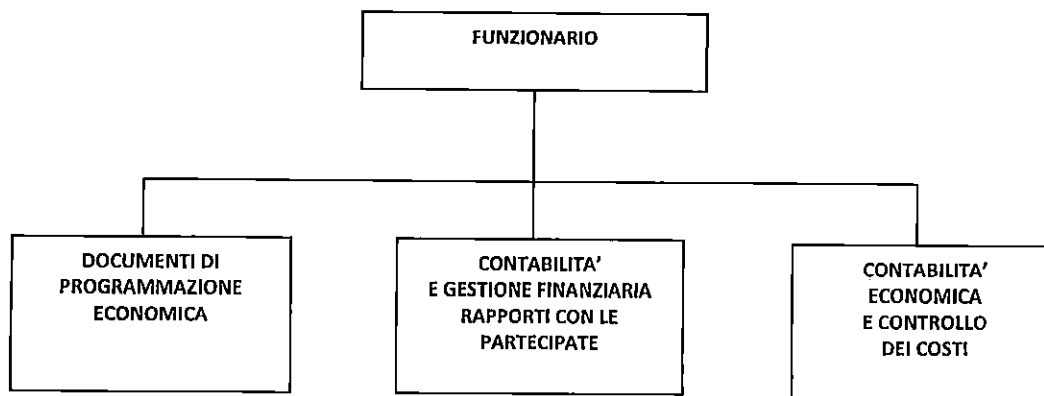 FUNZIONARIO
DOCUMENTI DI
PROGRAMMAZIONE
ECONOMICA
CONTABILITA'
E GESTIONE FINANZIARIA
RAPPORTI CON LE
PARTECIPATE
CONTABILITA'
ECONOMICA
E CONTROLLO
DEI COSTI